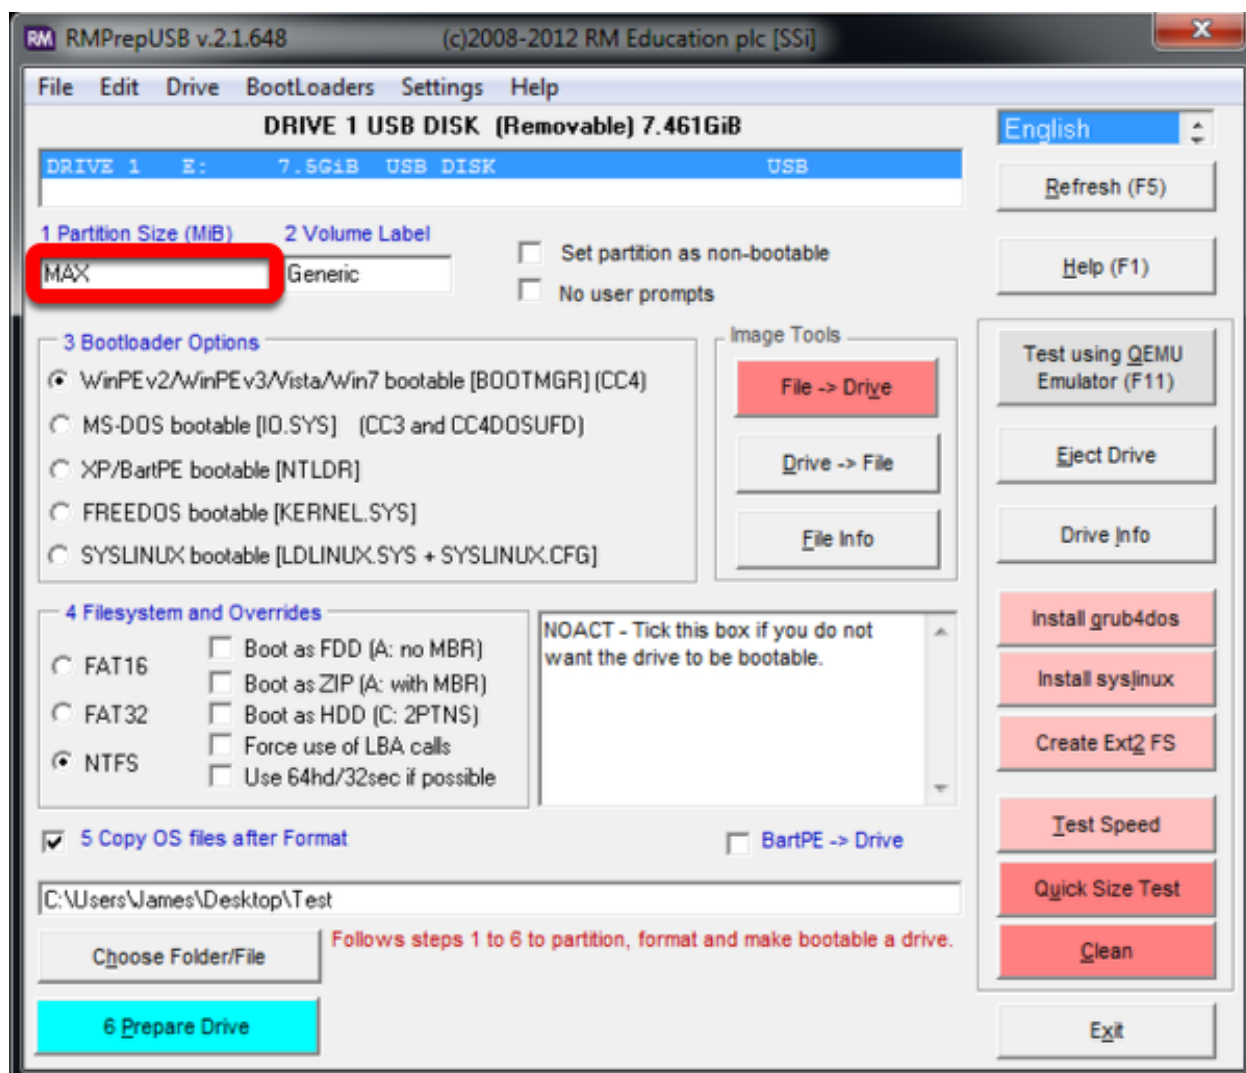 RM RMPrepUSB v.2.1.648 (c)2008-2012 RM Education plc [SSi] X
File Edit Drive BootLoaders Settings Help
DRIVE 1 USB DISK (Removable) 7.461GiB
English
DRIVE 1 E: 7.5GiB USB DISK USB
Refresh (F5)
1 Partition Size (MiB) 2 Volume Label
MAX Generic
Set partition as non-bootable
No user prompts
Help (F1)
3 Bootloader Options
WinPEv2/WinPEv3/Vista/Win7 bootable [BOOTMGR] (CC4)
MS-DOS bootable [IO.SYS] (CC3 and CC4DOSUFD)
XP/BartPE bootable [NTLDR]
FREEDOS bootable [KERNEL.SYS]
SYSLINUX bootable [LDLINUX.SYS + SYSLINUX.CFG]
Image Tools
File -> Drive
Drive -> File
File Info
Test using QEMU
Emulator (F11)
Eject Drive
Drive Info
4 Filesystem and Overrides
FAT16
FAT32
NTFS
Boot as FDD (A: no MBR)
Boot as ZIP (A: with MBR)
Boot as HDD (C: 2PTNS)
Force use of LBA calls
Use 64hd/32sec if possible
NOACT - Tick this box if you do not
want the drive to be bootable.
Install grub4dos
Install syslinux
Create Ext2 FS
Test Speed
Quick Size Test
Clean
5 Copy OS files after Format
BartPE -> Drive
C:\Users\James\Desktop\Test
Choose Folder/File
Follows steps 1 to 6 to partition, format and make bootable a drive.
6 Prepare Drive
Exit